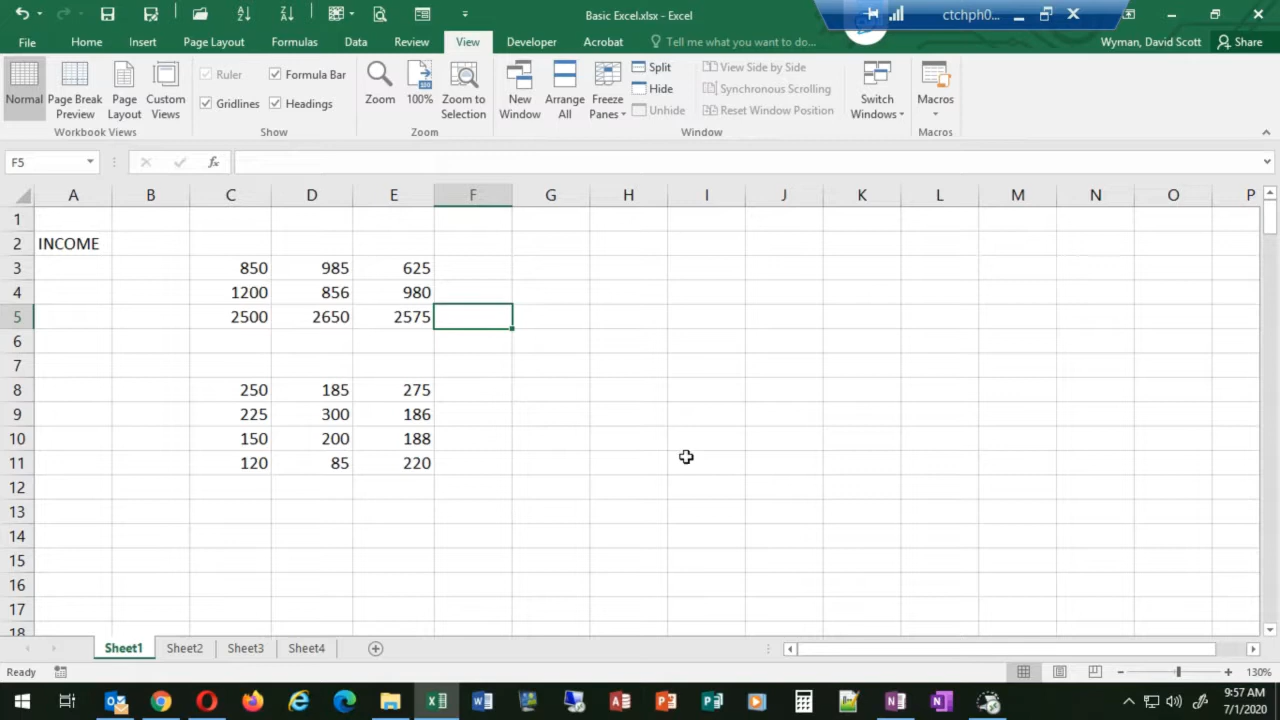 Basic Excel.xlsx - Excel
ctchph0...
File Home Insert Page Layout Formulas Data Review View Developer Acrobat Tell me what you want to do... Wyman, David Scott Share
Normal Page Break Preview Page Layout Custom Views
Workbook Views
Ruler Formula Bar
Gridlines Headings
Show
Zoom 100% Zoom to Selection
Zoom
New Window Arrange All Freeze Panes
Split
Hide
Unhide
View Side by Side
Synchronous Scrolling
Reset Window Position
Switch Windows
Window
Macros
Macros
F5 fx
A B C D E F G H I J K L M N O P
1
2 INCOME
3 850 985 625
4 1200 856 980
5 2500 2650 2575
6
7
8 250 185 275
9 225 300 186
10 150 200 188
11 120 85 220
12
13
14
15
16
17
18
Sheet1 Sheet2 Sheet3 Sheet4
Ready 130%
9:57 AM
7/1/2020